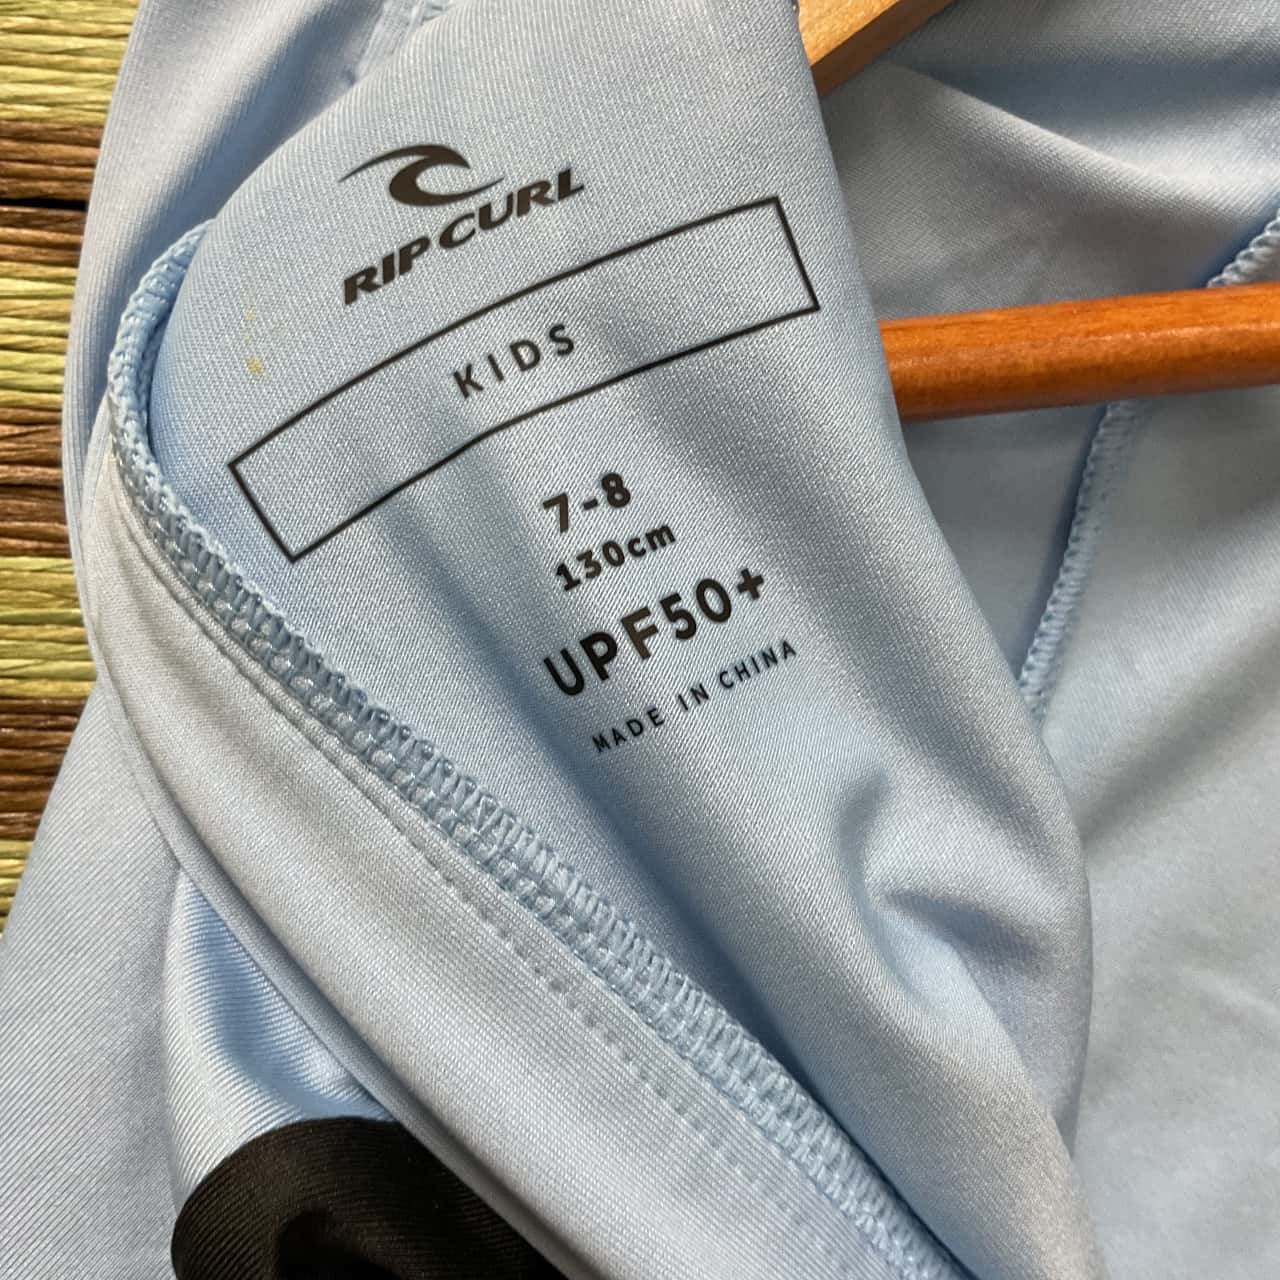 RIP CURL
KIDS
7-8
130cm
UPF50+
MADE IN CHINA